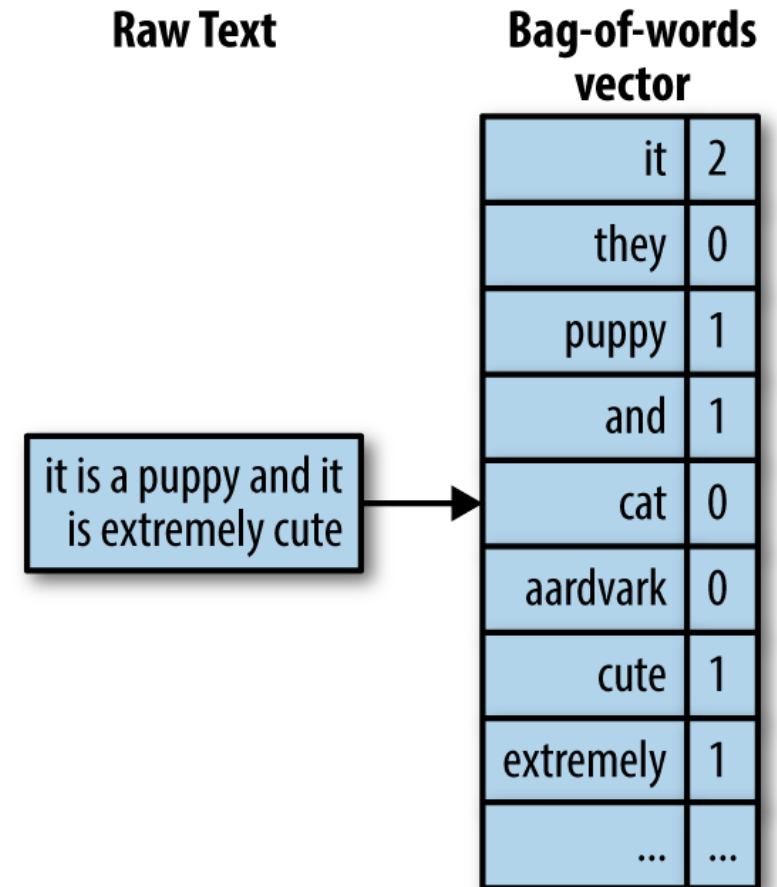 Raw Text
Bag-of-words
vector
it is a puppy and it
is extremely cute
it 2
they 0
puppy 1
and 1
cat 0
aardvark 0
cute 1
extremely 1
... ...